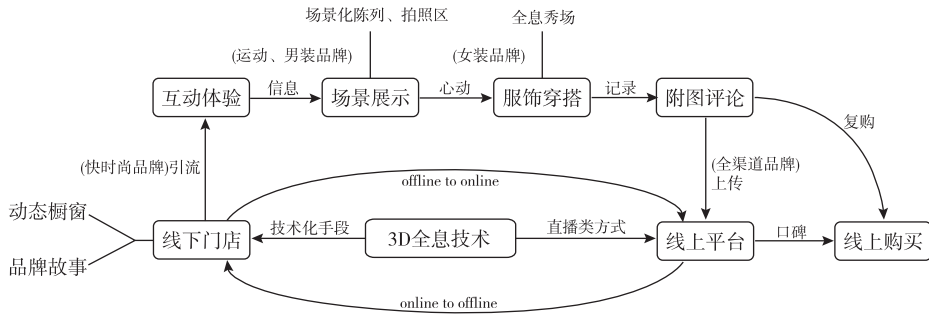 场景化陈列、拍照区
全息秀场
(运动、男装品牌)
(女装品牌)
互动体验
信息
场景展示
心动
服饰穿搭
记录
附图评论
复购
(快时尚品牌)引流
(全渠道品牌)
上传
offline to online
动态橱窗
品牌故事
线下门店
技术化手段
3D全息技术
直播类方式
线上平台
口碑
线上购买
online to offline